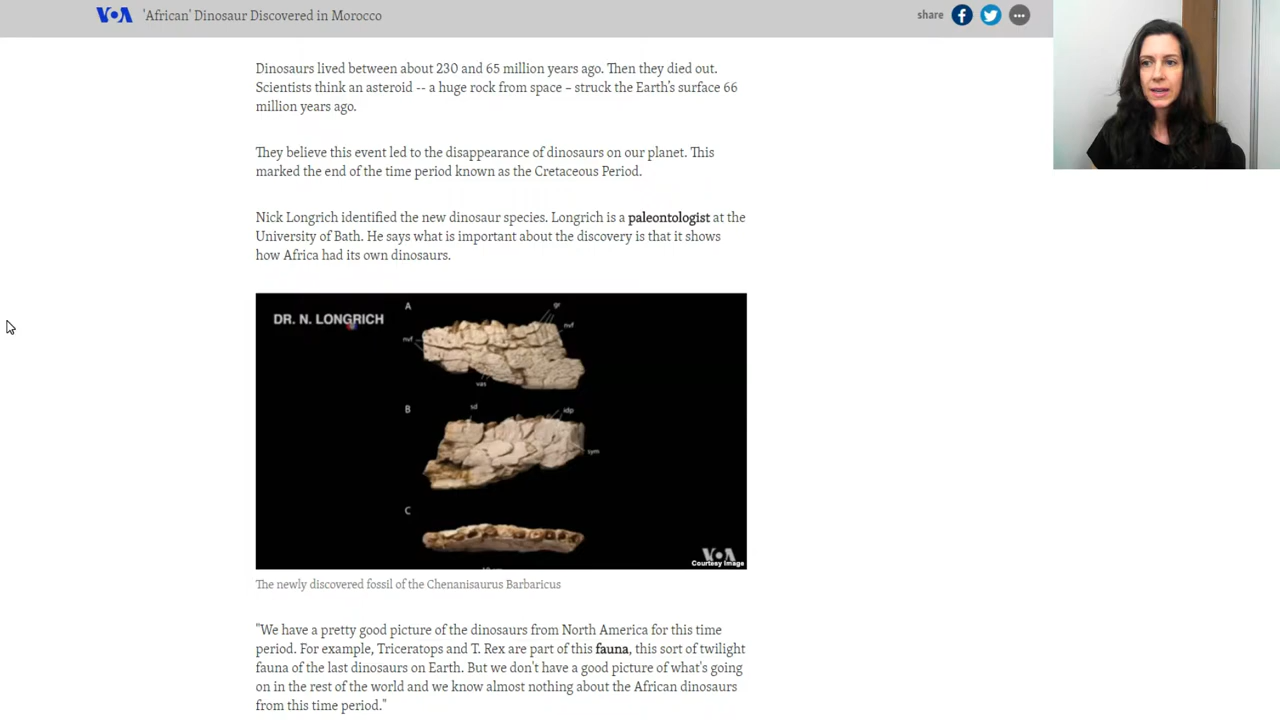 VOA 'African' Dinosaur Discovered in Morocco
share
Dinosaurs lived between about 230 and 65 million years ago. Then they died out.
Scientists think an asteroid -- a huge rock from space – struck the Earth's surface 66
million years ago.
They believe this event led to the disappearance of dinosaurs on our planet. This
marked the end of the time period known as the Cretaceous Period.
Nick Longrich identified the new dinosaur species. Longrich is a paleontologist at the
University of Bath. He says what is important about the discovery is that it shows
how Africa had its own dinosaurs.
DR. N. LONGRICH
A
gr
nvf
nvf
vas
B
sd
idp
sym
C
VOA
Courtesy Image
The newly discovered fossil of the Chenanisaurus Barbaricus
"We have a pretty good picture of the dinosaurs from North America for this time
period. For example, Triceratops and T. Rex are part of this fauna, this sort of twilight
fauna of the last dinosaurs on Earth. But we don't have a good picture of what's going
on in the rest of the world and we know almost nothing about the African dinosaurs
from this time period."